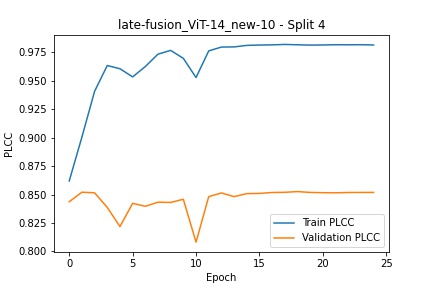 late-fusion_ViT-14_new-10 - Split 4
0.975
0.950
0.925
0.900
0.875
0.850
0.825
0.800
PLCC
Train PLCC
Validation PLCC
0 5 10 15 20 25
Epoch